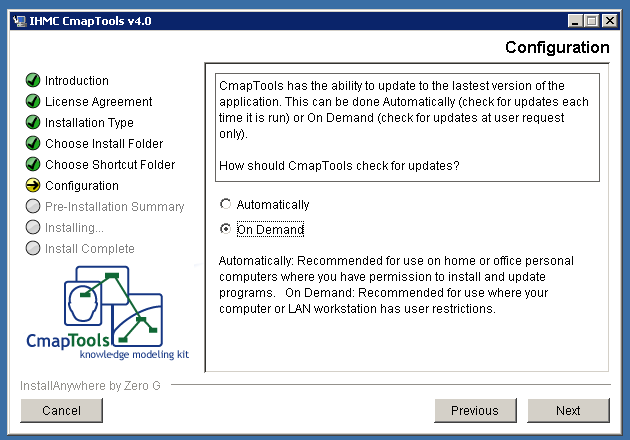 IHMC CmapTools v4.0
Configuration
Introduction
License Agreement
Installation Type
Choose Install Folder
Choose Shortcut Folder
Configuration
Pre-Installation Summary
Installing...
Install Complete
CmapTools
knowledge modeling kit
CmapTools has the ability to update to the lastest version of the
application. This can be done Automatically (check for updates each
time it is run) or On Demand (check for updates at user request
only).
How should CmapTools check for updates?
Automatically
On Demand
Automatically: Recommended for use on home or office personal
computers where you have permission to install and update
programs.   On Demand: Recommended for use where your
computer or LAN workstation has user restrictions.
InstallAnywhere by Zero G
Cancel
Previous
Next